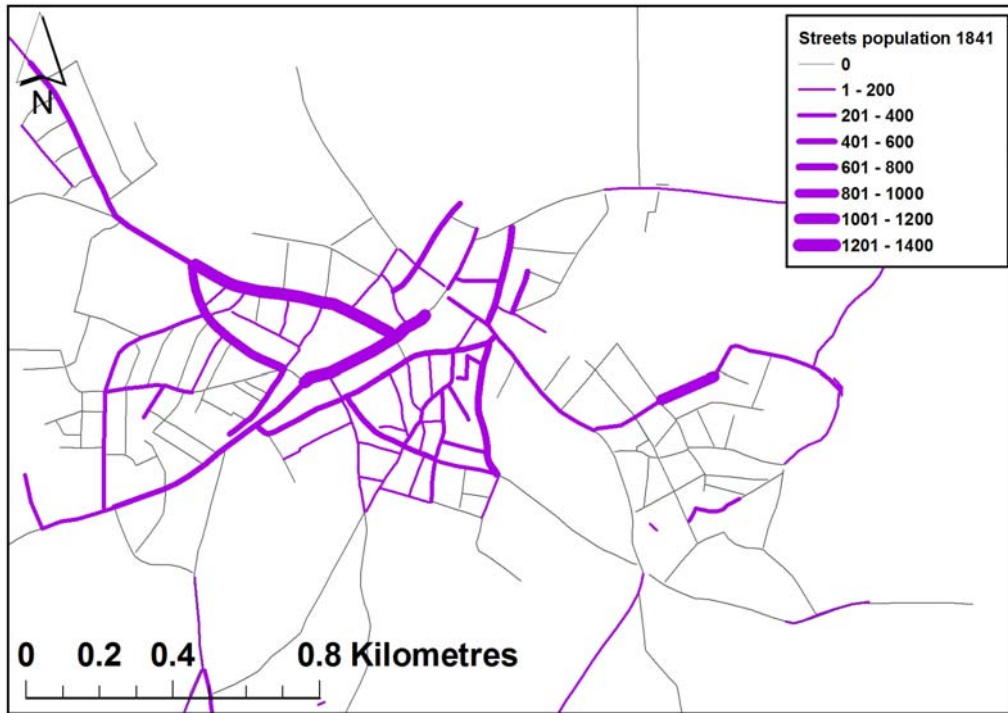 N
Streets population 1841
0
1 - 200
201 - 400
401 - 600
601 - 800
801 - 1000
1001 - 1200
1201 - 1400
0 0.2 0.4 0.8 Kilometres